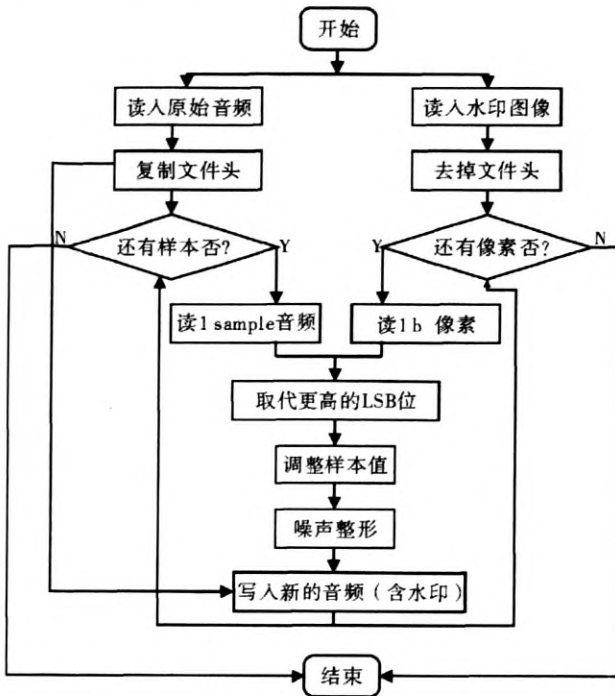 开始
读入原始音频
读入水印图像
复制文件头
去掉文件头
N
还有样本否?
Y
Y
还有像素否?
N
读1 sample音频
读1b 像素
取代更高的LSB位
调整样本值
噪声整形
写入新的音频(含水印)
结束